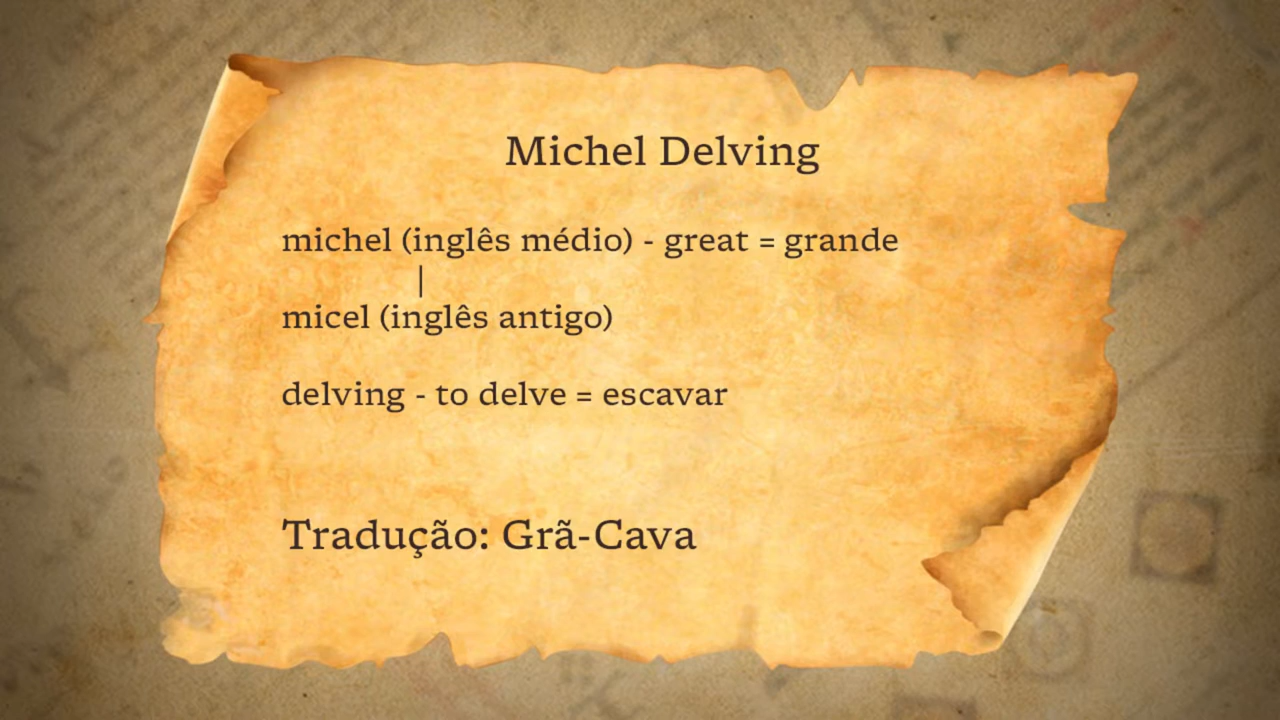 Michel Delving
michel (inglês médio) - great = grande
|
micel (inglês antigo)
delving - to delve = escavar
Tradução: Grã-Cava